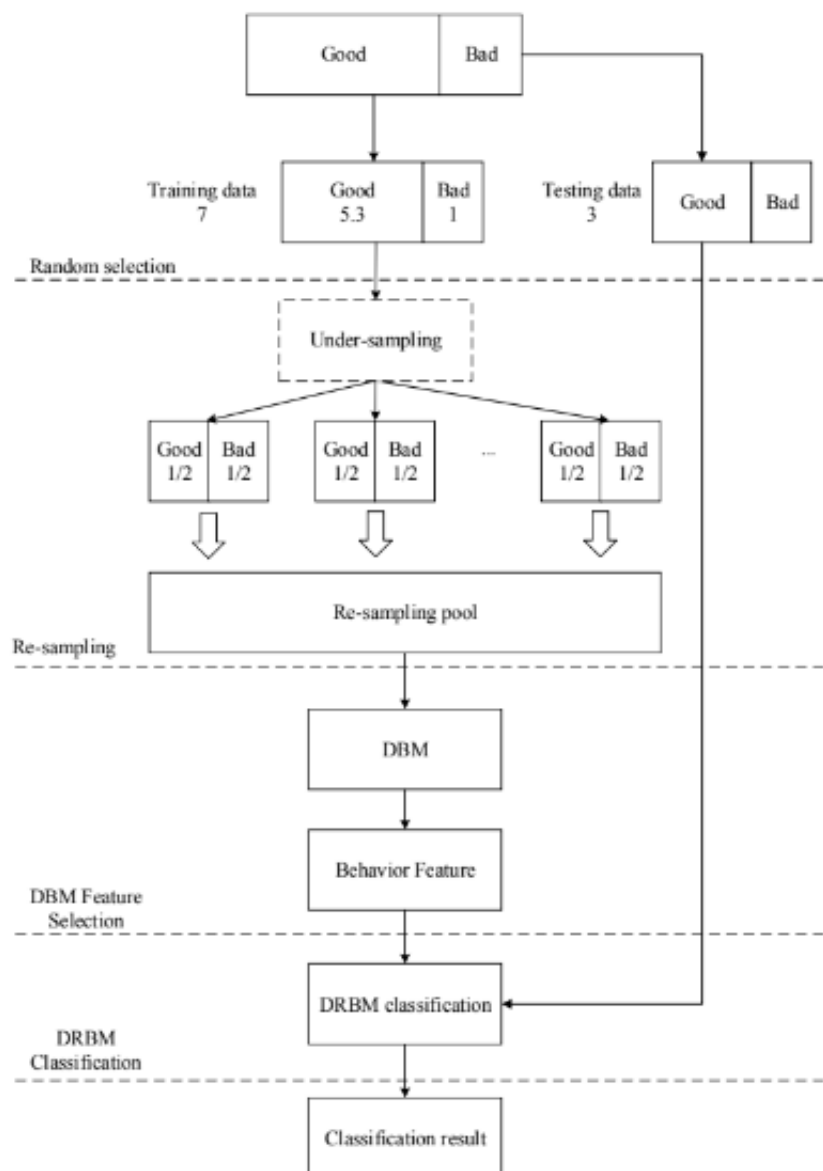 Good Bad
Training data
7
Good
5.3
Bad
1
Testing data
3
Good Bad
Random selection
Under-sampling
Good
1/2
Bad
1/2
Good
1/2
Bad
1/2
...
Good
1/2
Bad
1/2
Re-sampling pool
Re-sampling
DBM
Behavior Feature
DBM Feature
Selection
DRBM classification
DRBM
Classification
Classification result